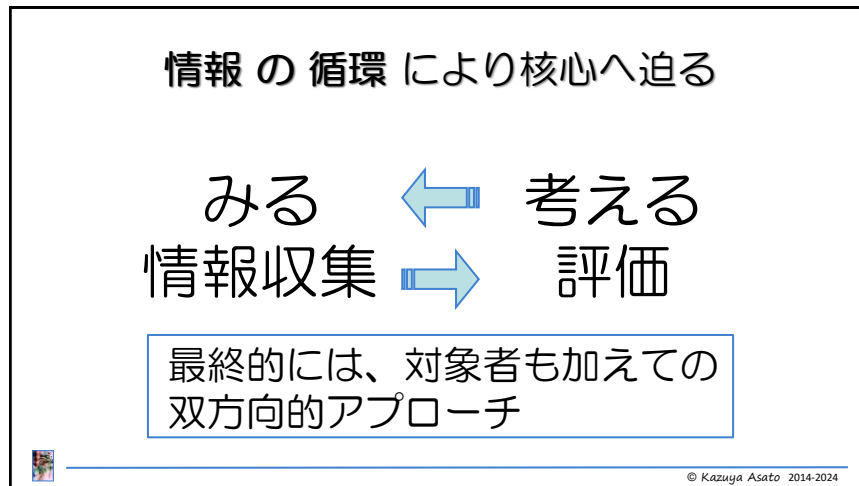 情報 の 循環 により核心へ迫る
みる 考える
情報収集 評価
最終的には、対象者も加えての
双方向的アプローチ
© Kazuya Asato 2014-2024